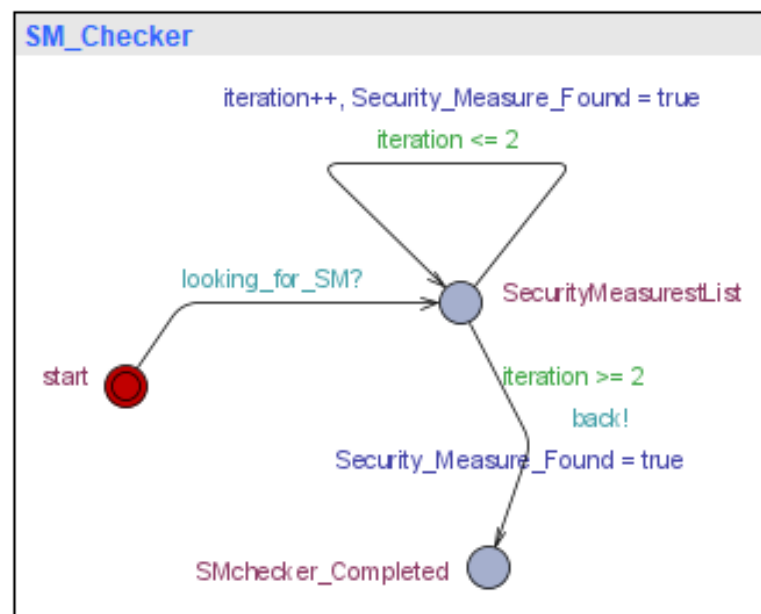 SM_Checker
iteration++, Security_Measure_Found = true
iteration <= 2
looking_for_SM?
SecurityMeasurestList
start
iteration >= 2
back!
Security_Measure_Found = true
SMchecker_Completed